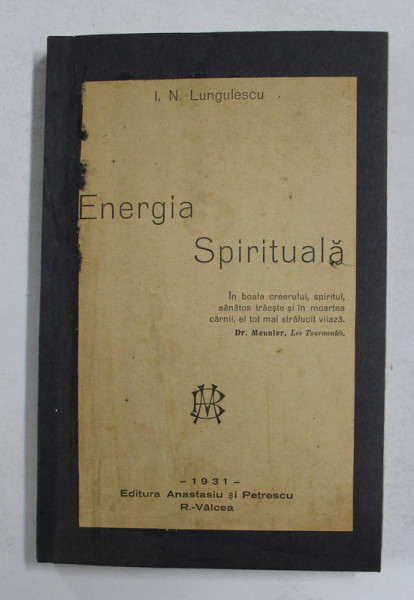 I. N. Lungulescu
Energia
Spirituală
În boala creerului, spiritul,
sănătos trăește și în moartea
cărnii, el tot mai strălucit viiază.
Dr. Meunier, Les Tourmentés.
- 1931 -
Editura Anastasiu și Petrescu
R.-Vâlcea